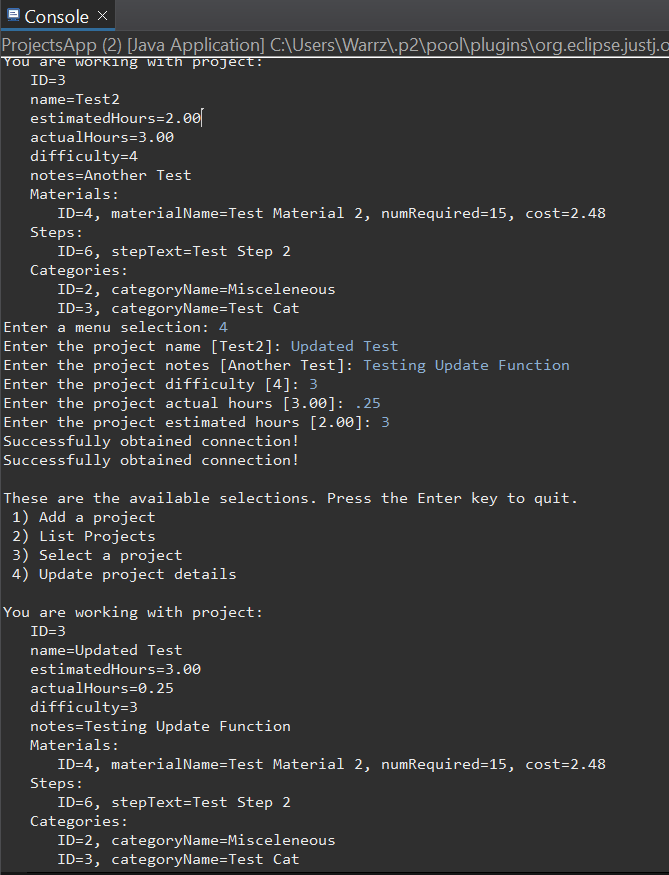 Console
ProjectsApp (2) [Java Application] C:\Users\Warrz\.p2\pool\plugins\org.eclipse.justj.o
You are working with project:
   ID=3
   name=Test2
   estimatedHours=2.00
   actualHours=3.00
   difficulty=4
   notes=Another Test
   Materials:
      ID=4, materialName=Test Material 2, numRequired=15, cost=2.48
   Steps:
      ID=6, stepText=Test Step 2
   Categories:
      ID=2, categoryName=Misceleneous
      ID=3, categoryName=Test Cat
Enter a menu selection: 4
Enter the project name [Test2]: Updated Test
Enter the project notes [Another Test]: Testing Update Function
Enter the project difficulty [4]: 3
Enter the project actual hours [3.00]: .25
Enter the project estimated hours [2.00]: 3
Successfully obtained connection!
Successfully obtained connection!

These are the available selections. Press the Enter key to quit.
 1) Add a project
 2) List Projects
 3) Select a project
 4) Update project details

You are working with project:
   ID=3
   name=Updated Test
   estimatedHours=3.00
   actualHours=0.25
   difficulty=3
   notes=Testing Update Function
   Materials:
      ID=4, materialName=Test Material 2, numRequired=15, cost=2.48
   Steps:
      ID=6, stepText=Test Step 2
   Categories:
      ID=2, categoryName=Misceleneous
      ID=3, categoryName=Test Cat